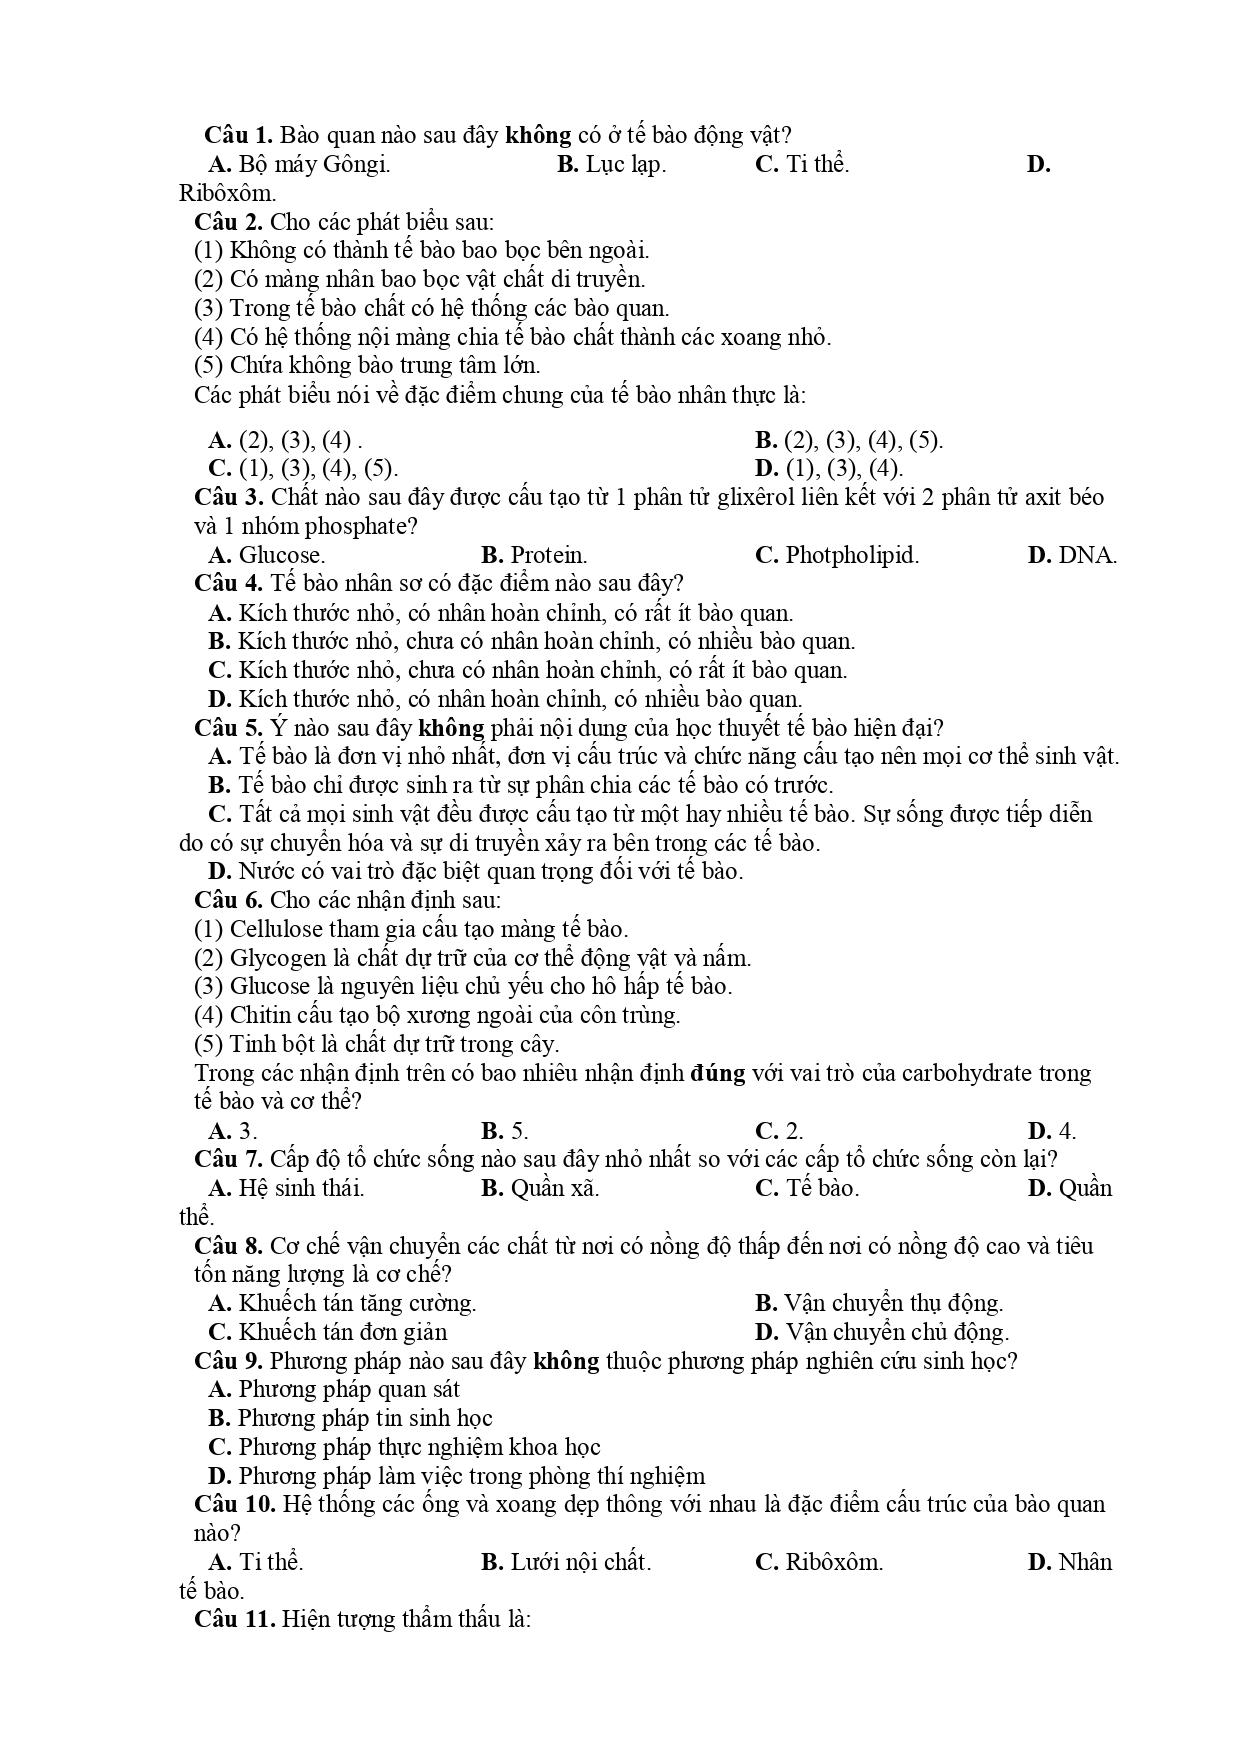 Câu 1. Bào quan nào sau đây không có ở tế bào động vật?
A. Bộ máy Gôngi. B. Lục lạp. C. Ti thể. D.
Ribôxôm.
Câu 2. Cho các phát biểu sau:
(1) Không có thành tế bào bao bọc bên ngoài.
(2) Có màng nhân bao bọc vật chất di truyền.
(3) Trong tế bào chất có hệ thống các bào quan.
(4) Có hệ thống nội màng chia tế bào chất thành các xoang nhỏ.
(5) Chứa không bào trung tâm lớn.
Các phát biểu nói về đặc điểm chung của tế bào nhân thực là:
A. (2), (3), (4) . B. (2), (3), (4), (5).
C. (1), (3), (4), (5). D. (1), (3), (4).
Câu 3. Chất nào sau đây được cấu tạo từ 1 phân tử glixêrol liên kết với 2 phân tử axit béo
và 1 nhóm phosphate?
A. Glucose. B. Protein. C. Photpholipid. D. DNA.
Câu 4. Tế bào nhân sơ có đặc điểm nào sau đây?
A. Kích thước nhỏ, có nhân hoàn chỉnh, có rất ít bào quan.
B. Kích thước nhỏ, chưa có nhân hoàn chỉnh, có nhiều bào quan.
C. Kích thước nhỏ, chưa có nhân hoàn chỉnh, có rất ít bào quan.
D. Kích thước nhỏ, có nhân hoàn chỉnh, có nhiều bào quan.
Câu 5. Ý nào sau đây không phải nội dung của học thuyết tế bào hiện đại?
A. Tế bào là đơn vị nhỏ nhất, đơn vị cấu trúc và chức năng cấu tạo nên mọi cơ thể sinh vật.
B. Tế bào chỉ được sinh ra từ sự phân chia các tế bào có trước.
C. Tất cả mọi sinh vật đều được cấu tạo từ một hay nhiều tế bào. Sự sống được tiếp diễn
do có sự chuyển hóa và sự di truyền xảy ra bên trong các tế bào.
D. Nước có vai trò đặc biệt quan trọng đối với tế bào.
Câu 6. Cho các nhận định sau:
(1) Cellulose tham gia cấu tạo màng tế bào.
(2) Glycogen là chất dự trữ của cơ thể động vật và nấm.
(3) Glucose là nguyên liệu chủ yếu cho hô hấp tế bào.
(4) Chitin cấu tạo bộ xương ngoài của côn trùng.
(5) Tinh bột là chất dự trữ trong cây.
Trong các nhận định trên có bao nhiêu nhận định đúng với vai trò của carbohydrate trong
tế bào và cơ thể?
A. 3. B. 5. C. 2. D. 4.
Câu 7. Cấp độ tổ chức sống nào sau đây nhỏ nhất so với các cấp tổ chức sống còn lại?
A. Hệ sinh thái. B. Quần xã. C. Tế bào. D. Quần
thể.
Câu 8. Cơ chế vận chuyển các chất từ nơi có nồng độ thấp đến nơi có nồng độ cao và tiêu
tốn năng lượng là cơ chế?
A. Khuếch tán tăng cường. B. Vận chuyển thụ động.
C. Khuếch tán đơn giản D. Vận chuyển chủ động.
Câu 9. Phương pháp nào sau đây không thuộc phương pháp nghiên cứu sinh học?
A. Phương pháp quan sát
B. Phương pháp tin sinh học
C. Phương pháp thực nghiệm khoa học
D. Phương pháp làm việc trong phòng thí nghiệm
Câu 10. Hệ thống các ống và xoang dẹp thông với nhau là đặc điểm cấu trúc của bào quan
nào?
A. Ti thể. B. Lưới nội chất. C. Ribôxôm. D. Nhân
tế bào.
Câu 11. Hiện tượng thẩm thấu là: